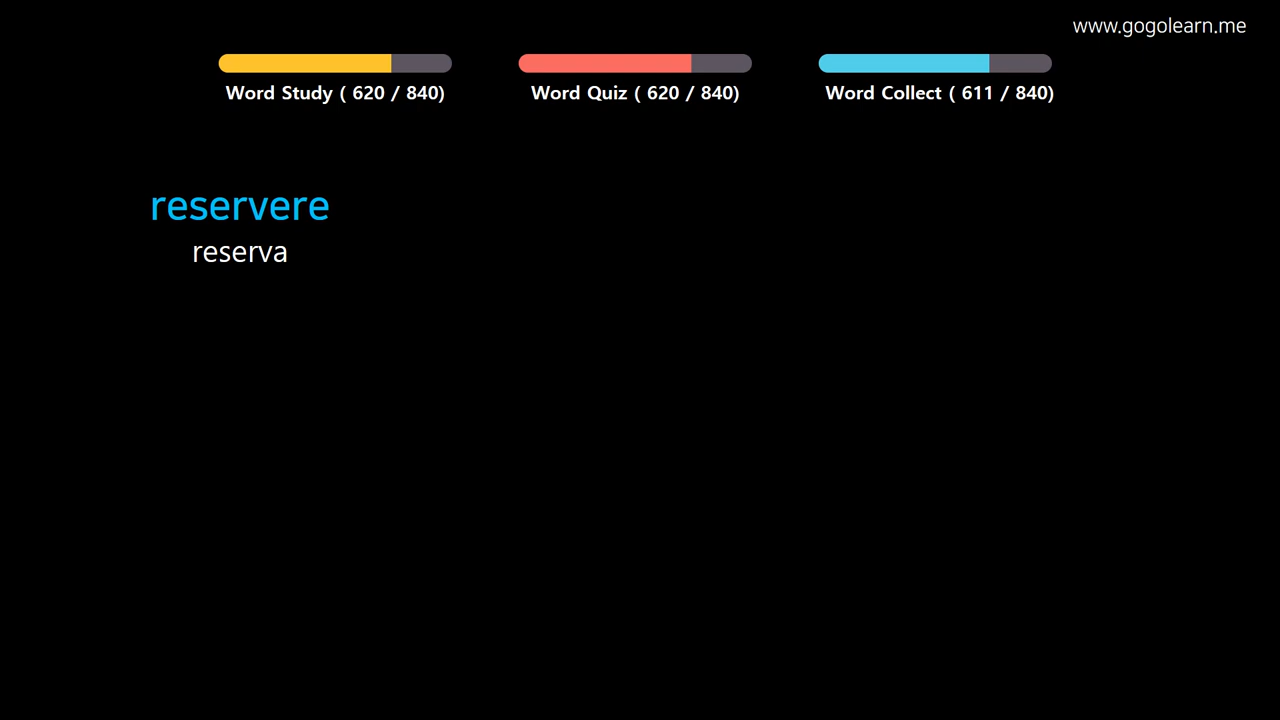 www.gogolearn.me
Word Study ( 620 / 840)
Word Quiz ( 620 / 840)
Word Collect ( 611 / 840)
reservere
reserva